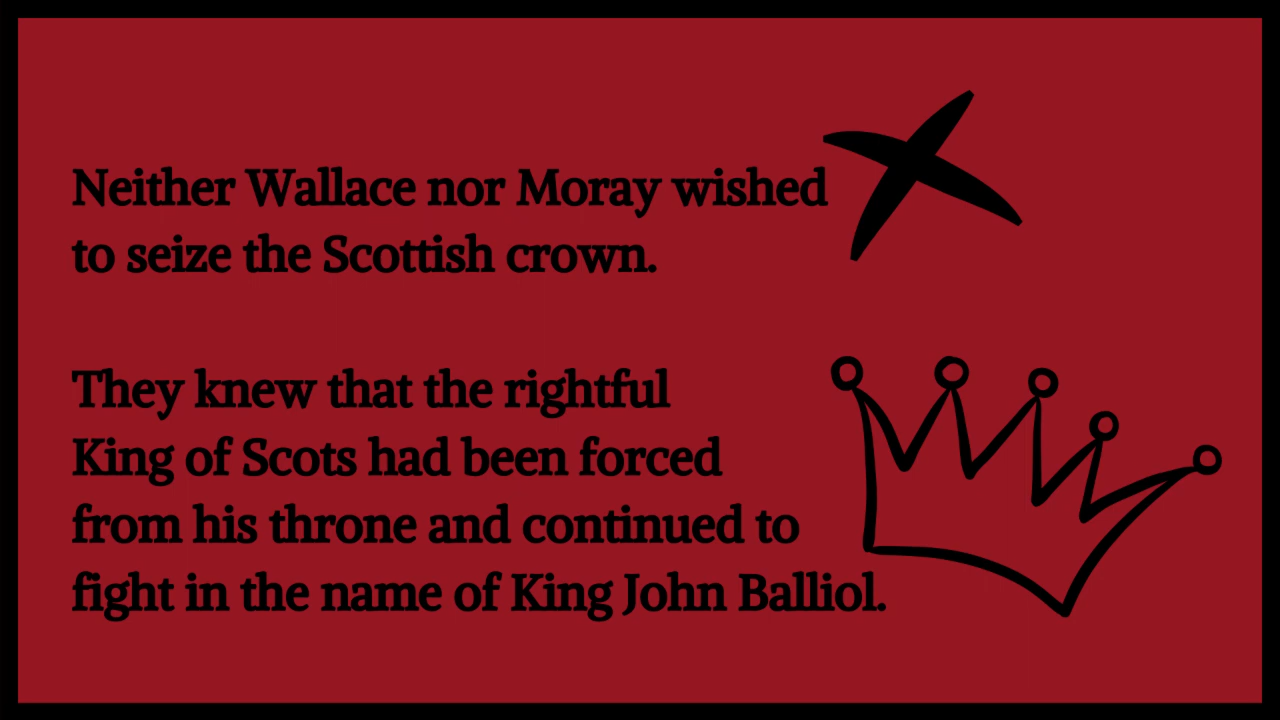 Neither Wallace nor Moray wished
to seize the Scottish crown.
They knew that the rightful
King of Scots had been forced
from his throne and continued to
fight in the name of King John Balliol.